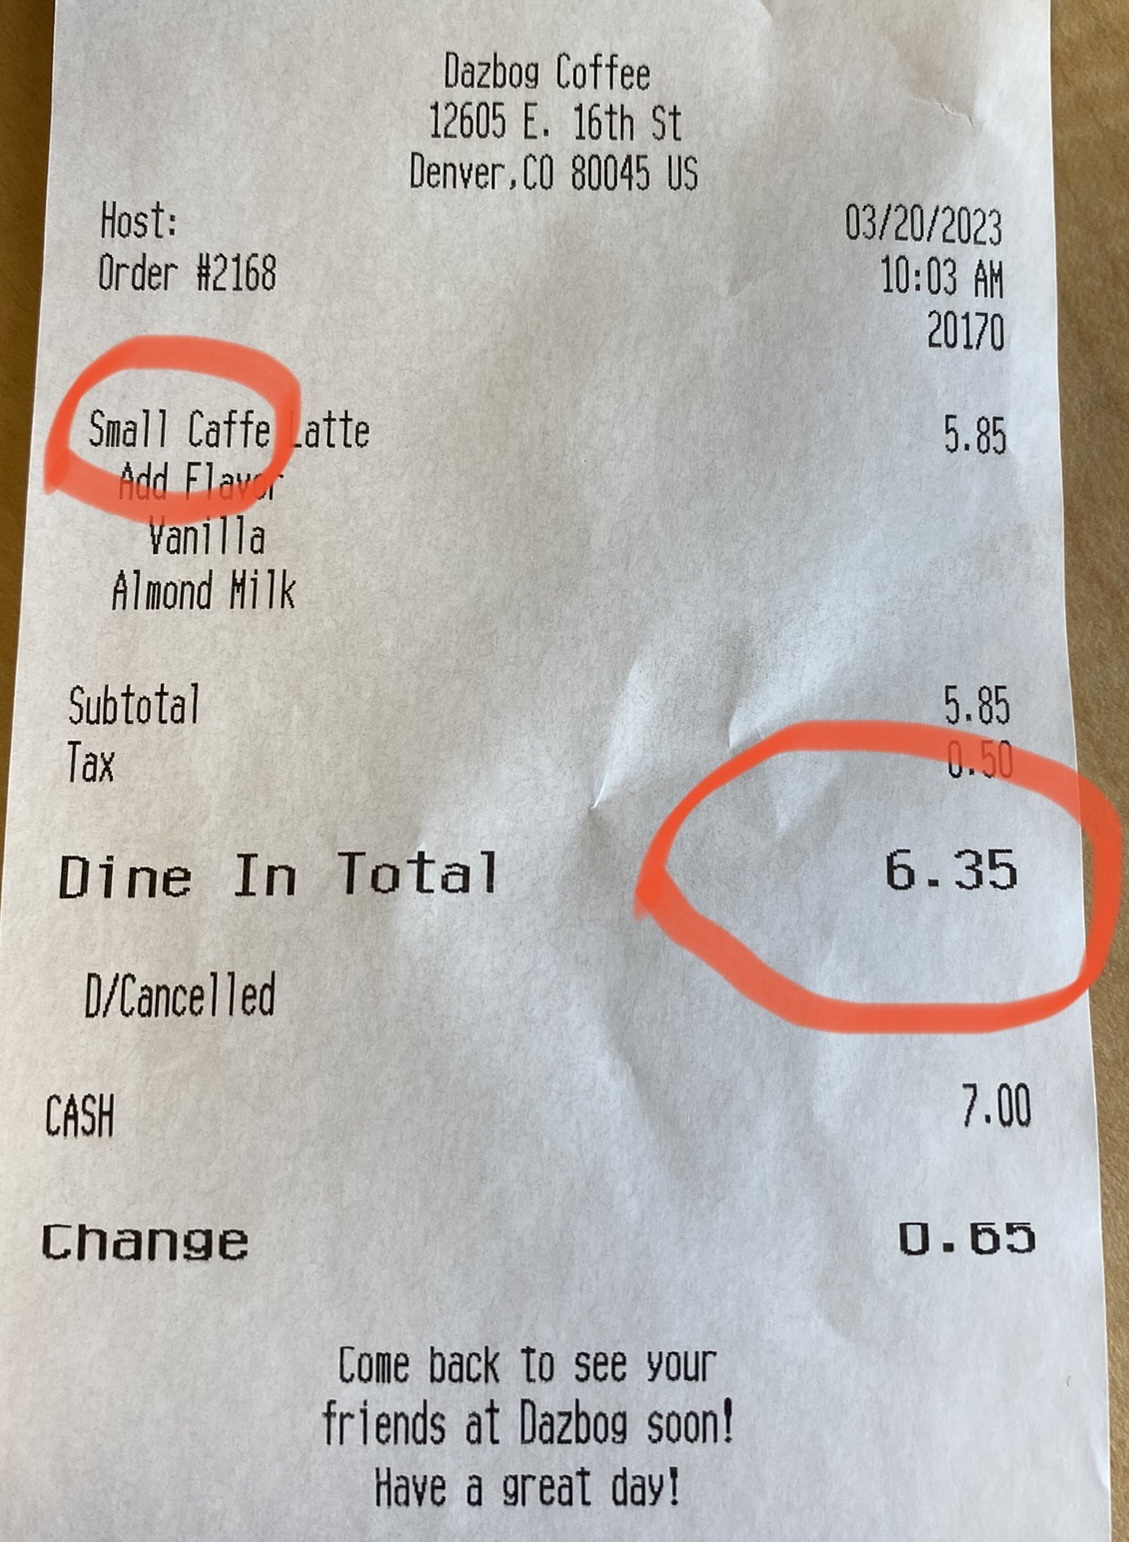 Dazbog Coffee
12605 E. 16th St
Denver,CO 80045 US
Host: 03/20/2023
Order #2168 10:03 AM
20170
Small Caffe Latte 5.85
Add Flavor
Vanilla
Almond Milk
Subtotal 5.85
Tax 0.50
Dine In Total 6.35
D/Cancelled
CASH 7.00
Change 0.65
Come back to see your
friends at Dazbog soon!
Have a great day!